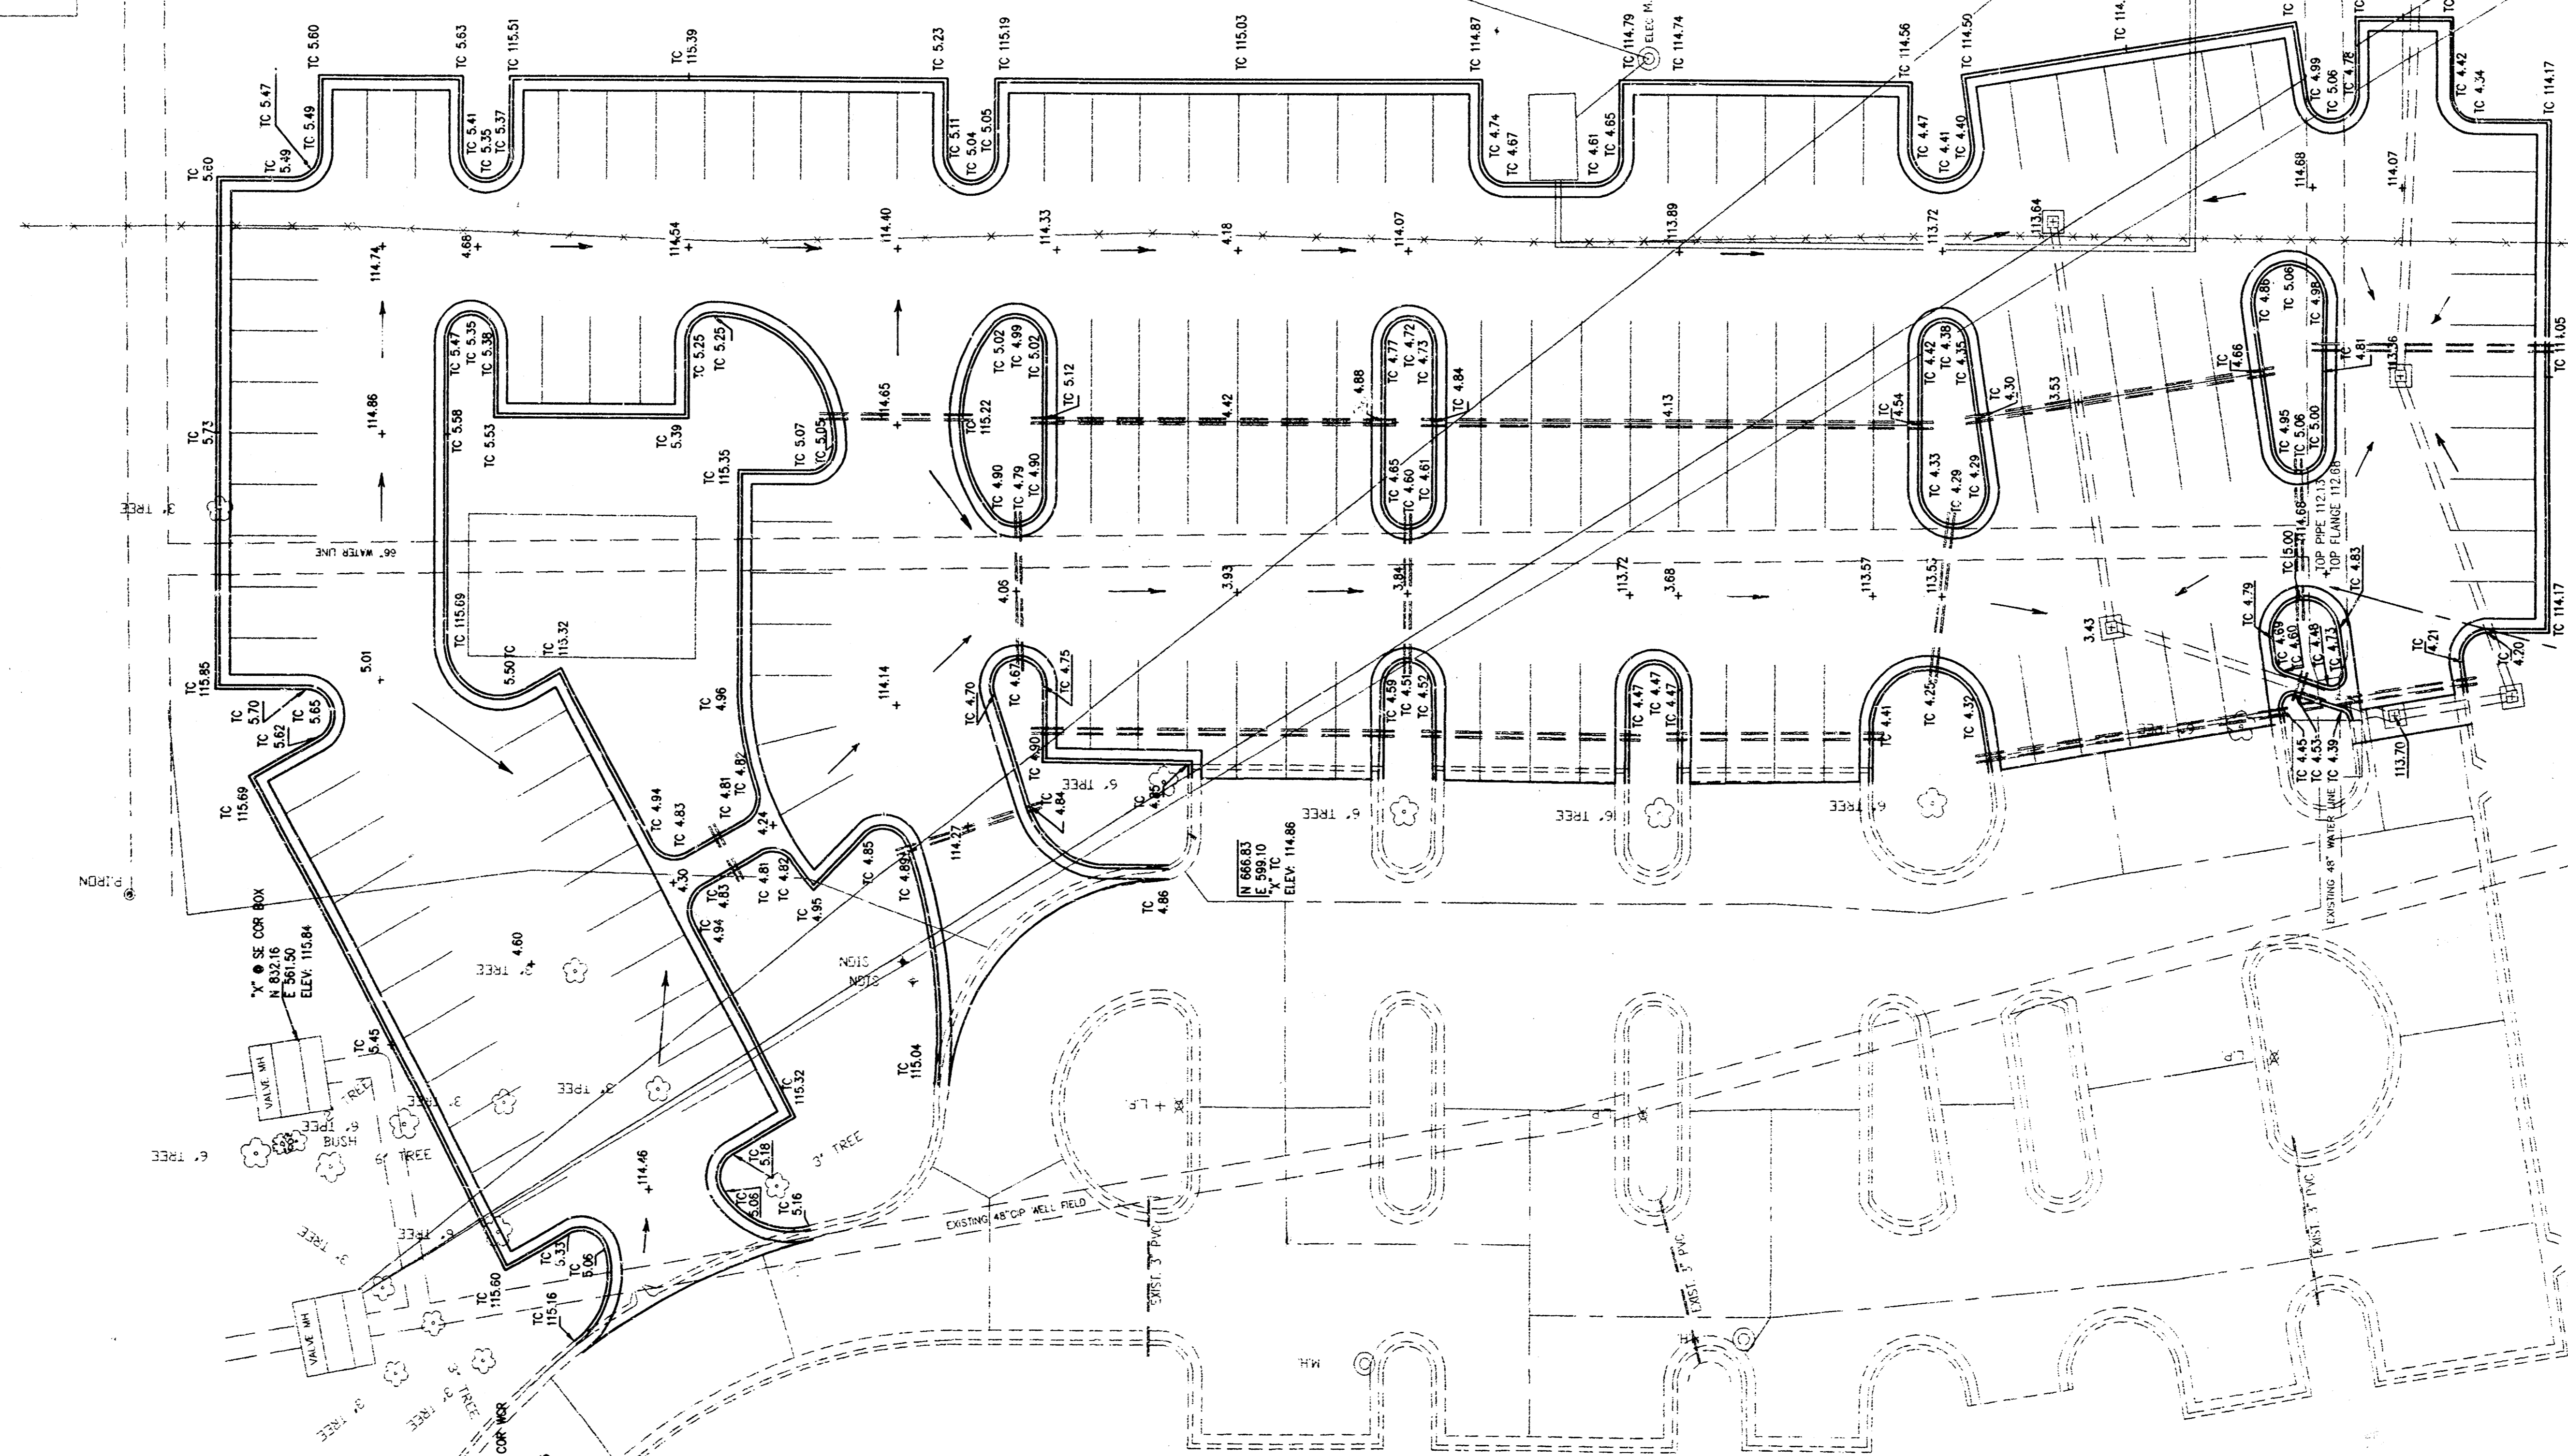 TC 5.47
TC 5.60
TC 5.49
TC
5.49
TC
5.60
TC 5.63
TC 5.41
TC 5.35
TC 5.37
TC 115.51
TC
115.39
TC 5.23
TC 5.11
TC 5.04
TC 5.05
TC 115.19
TC 115.03
TC 114.87
TC 4.74
TC 4.67
TC 4.61
TC 4.65
TC 114.79
ELEC M.
TC 114.74
TC 114.56
TC 4.47
TC 4.41
TC 4.40
TC 114.50
TC 4.99
TC 5.06
TC 4.78
TC 4.42
TC 4.34
TC 114.17
114.74
4.68
114.54
114.40
114.33
4.18
114.07
113.89
113.72
113.64
114.68
114.07
TC
5.73
114.86
TC 5.47
TC 5.35
TC 5.38
TC 5.58
TC 5.53
TC 5.25
TC 5.25
TC
5.39
TC
115.35
TC 5.07
TC 5.05
114.65
TC
115.22
TC 5.02
TC 4.99
TC 5.02
TC 5.12
TC 4.90
TC 4.79
TC 4.90
4.42
4.88
TC 4.77
TC 4.72
TC 4.73
TC 4.84
TC 4.65
TC 4.60
TC 4.61
4.13
TC
4.54
TC 4.42
TC 4.38
TC 4.35
TC
4.30
TC 4.33
TC 4.29
TC 4.29
3.53
TC
4.66
TC 4.86
TC 5.06
TC 4.98
TC
4.81
113.36
TC 114.05
TC 4.95
TC 5.06
TC 5.00
3' TREE
66" WATER LINE
TC 115.69
TC
115.32
5.50
TC
5.01
TC
115.85
TC
5.70
TC
5.62
5.65
TC
115.69
TC 4.96
114.14
4.06
3.93
3.84
113.72
3.68
113.57
3.43
TC 5.00
114.68
TOP PIPE 112.13
TOP FLANGE 112.68
TC 4.83
TC 4.79
TC 4.69
TC 4.60
TC 4.48
TC 4.73
TC
4.21
TC
4.20
TC 114.17
TC 4.70
TC 4.67
TC 4.75
TC 4.90
TC
4.84
TC 4.59
TC 4.51
TC 4.52
TC 4.47
TC 4.47
TC 4.47
TC 4.41
TC 4.25
TC 4.32
TC 4.45
TC 4.53
TC 4.39
113.70
6' TREE
6' TREE
6' TREE
6' TREE
TC 4.94
TC 4.83
TC 4.81
TC 4.82
4.24
4.30
TC
4.83
TC
4.94
TC 4.81
TC 4.82
TC
4.95
TC 4.85
TC 4.89
114.27
TC
4.86
N 666.83
E 599.10
"X" TC
ELEV: 114.86
EXISTING 48" WATER LINE
P.IRON
"X" @ SE COR BOX
N 832.16
E 561.50
ELEV: 115.84
4.60
3' TREE
SIGN
SIGN
TC
5.45
VALVE MH
TREE
3' TREE
3' TREE
6' TREE
BUSH
6' TREE
6' TREE
TC
115.04
TC
115.32
TC
5.18
3' TREE
TC
5.06
TC
5.16
114.46
L.P.
P.
L.P.
3' TREE
6' TREE
TC
5.33
TC
5.06
TC
115.60
TC
115.16
VALVE MH
EXISTING 48"CIP WELL FIELD
EXIST. 3" PVC
EXIST. 3" PVC
EXIST 3" PVC
M.H.
3' TREE
3' TREE
3' TREE
COR WGR